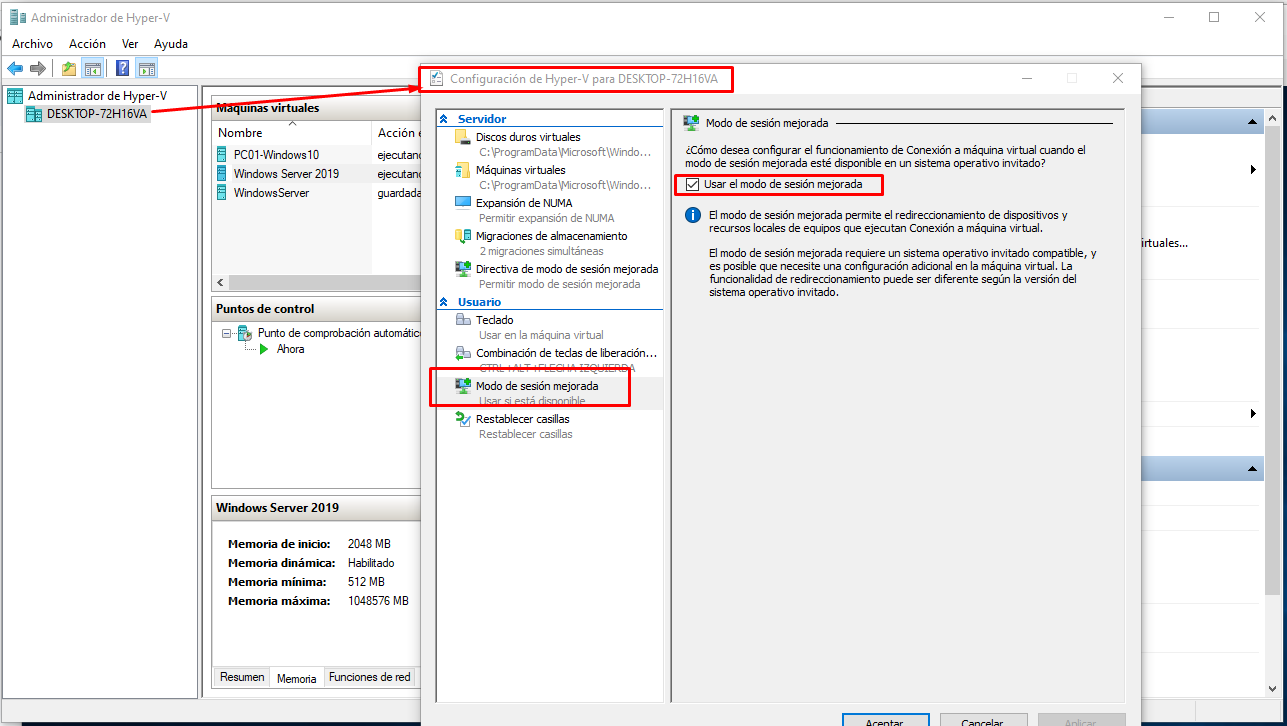 Administrador de Hyper-V
Archivo Acción Ver Ayuda
Administrador de Hyper-V
DESKTOP-72H16VA
Máquinas virtuales
Nombre Acción
PC01-Windows10 ejecutand
Windows Server 2019 ejecutand
WindowsServer guardada
Puntos de control
Punto de comprobación automátic
Ahora
Windows Server 2019
Memoria de inicio: 2048 MB
Memoria dinámica: Habilitado
Memoria mínima: 512 MB
Memoria máxima: 1048576 MB
Resumen Memoria Funciones de red
Configuración de Hyper-V para DESKTOP-72H16VA
Servidor
Discos duros virtuales
C:\ProgramData\Microsoft\Windo...
Máquinas virtuales
C:\ProgramData\Microsoft\Windo...
Expansión de NUMA
Permitir expansión de NUMA
Migraciones de almacenamiento
2 migraciones simultáneas
Directiva de modo de sesión mejorada
Permitir modo de sesión mejorada
Usuario
Teclado
Usar en la máquina virtual
Combinación de teclas de liberación...
CTRL+ALT+FLECHA IZQUIERDA
Modo de sesión mejorada
Usar si está disponible
Restablecer casillas
Restablecer casillas
Modo de sesión mejorada
¿Cómo desea configurar el funcionamiento de Conexión a máquina virtual cuando el
modo de sesión mejorada esté disponible en un sistema operativo invitado?
Usar el modo de sesión mejorada
El modo de sesión mejorada permite el redireccionamiento de dispositivos y
recursos locales de equipos que ejecutan Conexión a máquina virtual.
El modo de sesión mejorada requiere un sistema operativo invitado compatible, y
es posible que necesite una configuración adicional en la máquina virtual. La
funcionalidad de redireccionamiento puede ser diferente según la versión del
sistema operativo invitado.
Aceptar Cancelar Aplicar
irtuales...